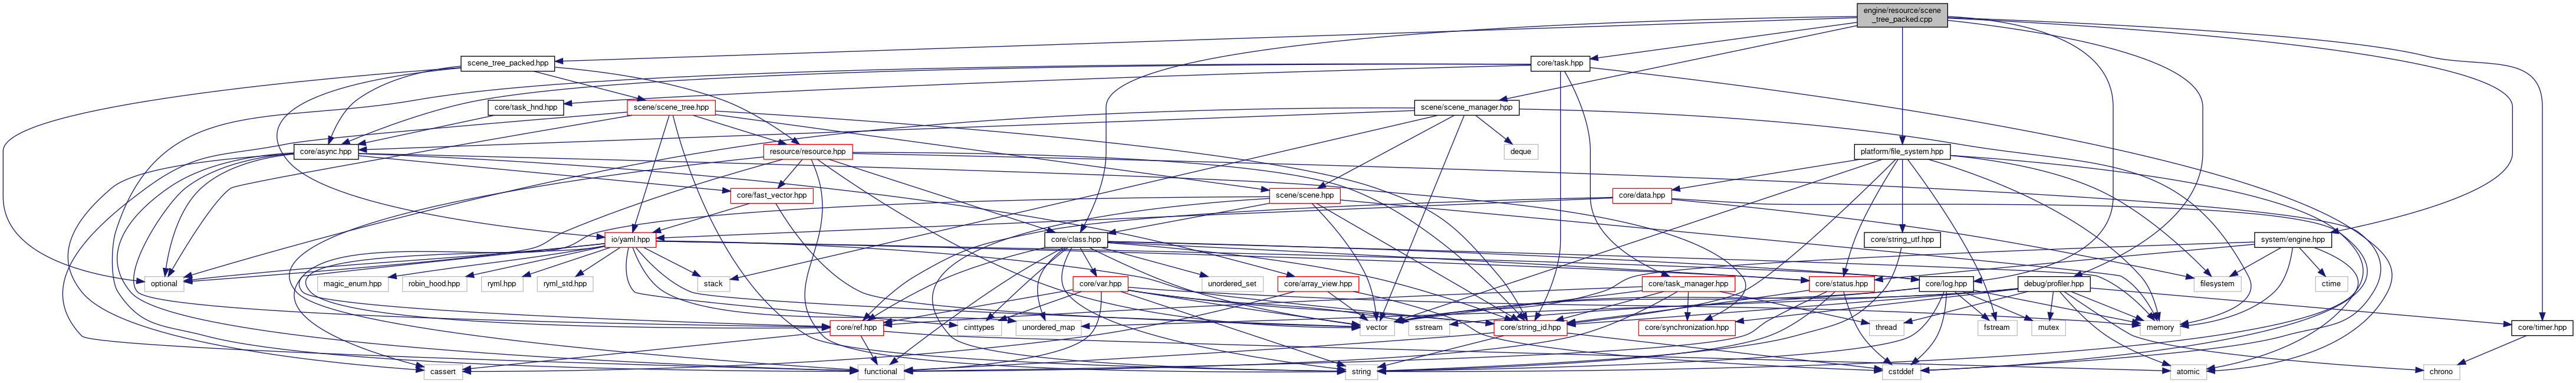 engine/resource/scene
_tree_packed.cpp
scene_tree_packed.hpp
core/task.hpp
core/task_hnd.hpp
scene/scene_tree.hpp
scene/scene_manager.hpp
core/async.hpp
resource/resource.hpp
deque
platform/file_system.hpp
core/fast_vector.hpp
scene/scene.hpp
core/data.hpp
io/yaml.hpp
core/class.hpp
core/string_utf.hpp
system/engine.hpp
optional
magic_enum.hpp
robin_hood.hpp
ryml.hpp
ryml_std.hpp
stack
core/var.hpp
unordered_set
core/array_view.hpp
core/task_manager.hpp
core/status.hpp
core/log.hpp
debug/profiler.hpp
filesystem
ctime
core/ref.hpp
cinttypes
unordered_map
vector
sstream
core/string_id.hpp
core/synchronization.hpp
thread
fstream
mutex
memory
core/timer.hpp
cassert
functional
string
cstddef
atomic
chrono